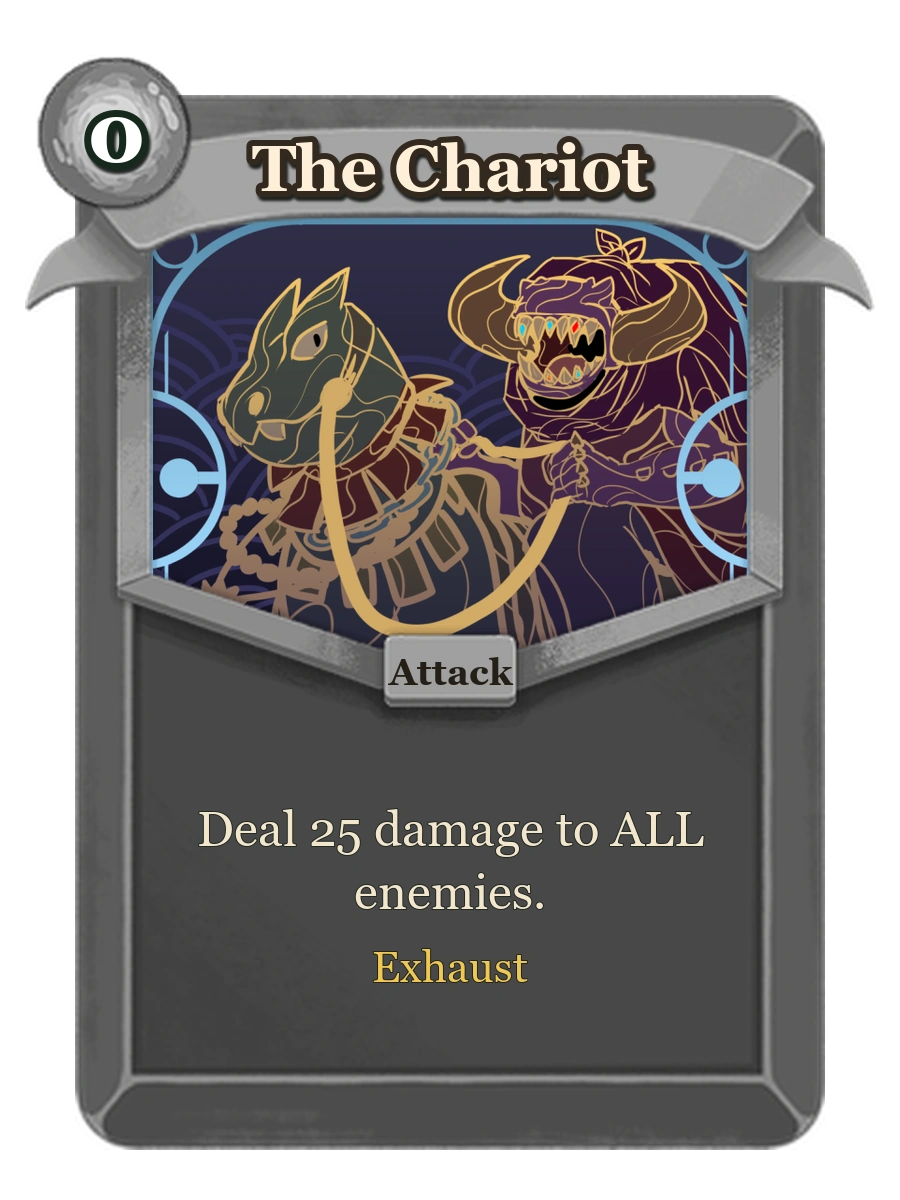 0
The Chariot
Attack
Deal 25 damage to ALL
enemies.
Exhaust